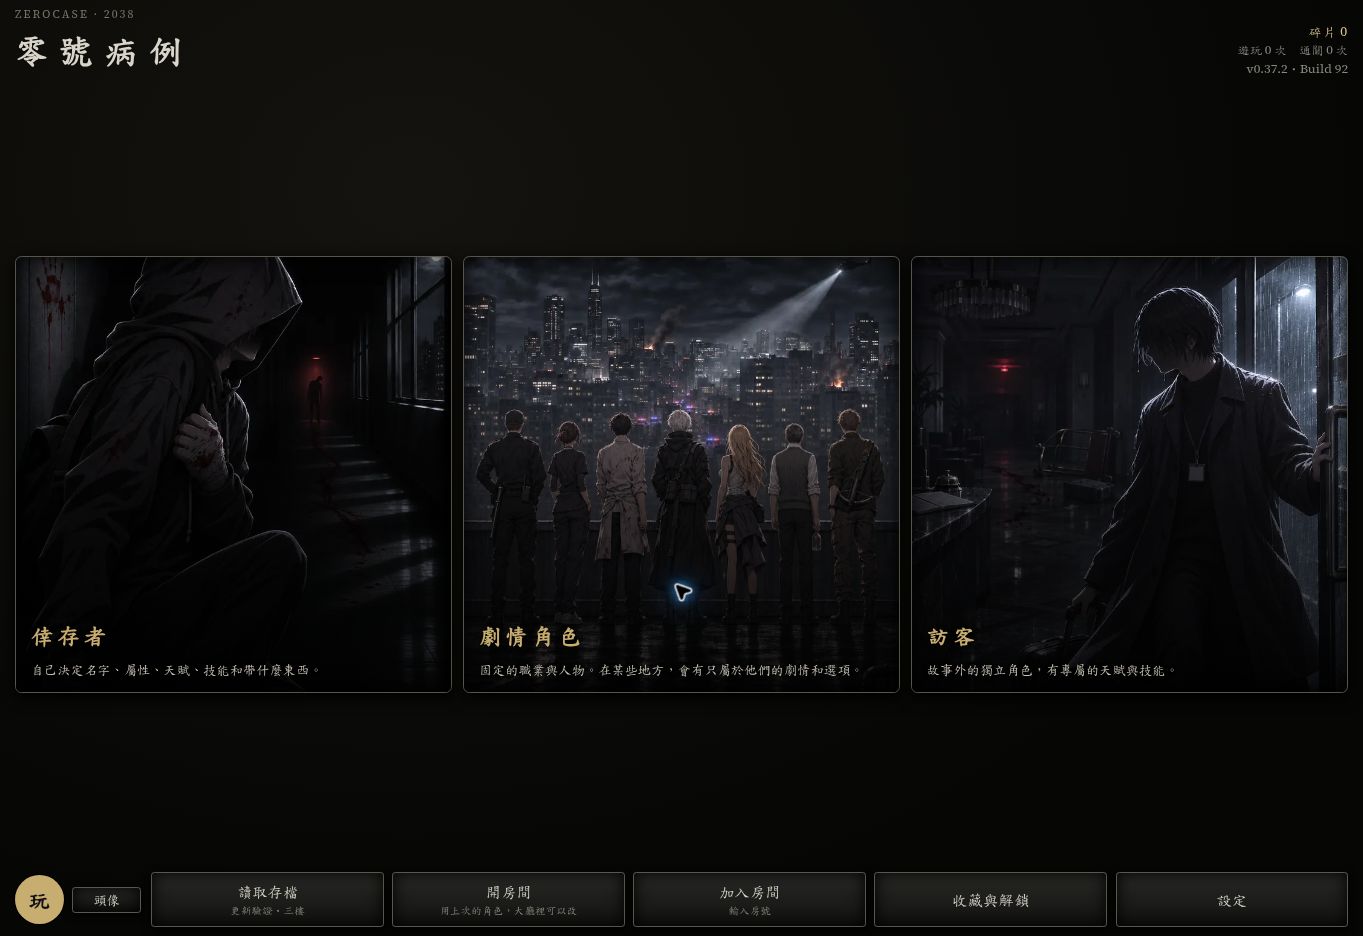 ZEROCASE · 2038
零號病例
碎片 0
遊玩 0 次 通關 0 次
v0.37.2 · Build 92
倖存者
自己決定名字、屬性、天賦、技能和帶什麼東西。
劇情角色
固定的職業與人物。在某些地方，會有只屬於他們的劇情和選項。
訪客
故事外的獨立角色，有專屬的天賦與技能。
玩
頭像
讀取存檔
更新驗證·三樓
開房間
用上次的角色，大廳裡可以改
加入房間
輸入房號
收藏與解鎖
設定